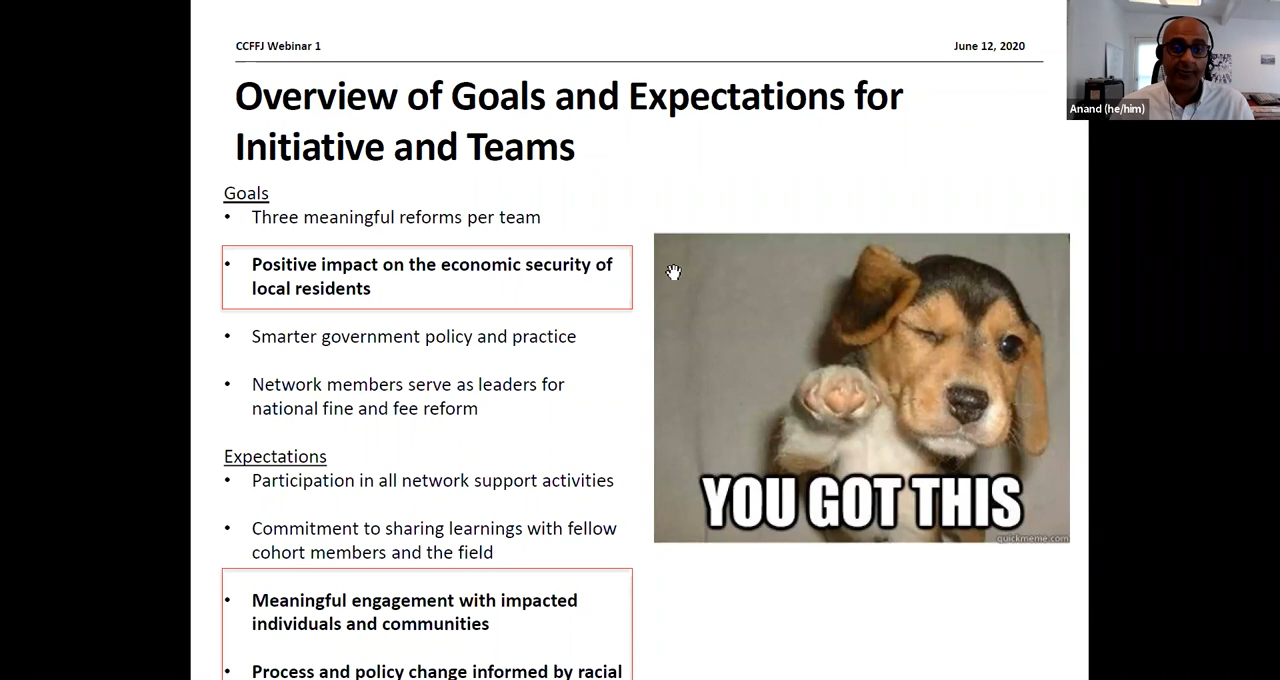 CCFFJ Webinar 1
June 12, 2020
Overview of Goals and Expectations for
Initiative and Teams
Goals
• Three meaningful reforms per team
• Positive impact on the economic security of
local residents
• Smarter government policy and practice
• Network members serve as leaders for
national fine and fee reform
Expectations
• Participation in all network support activities
• Commitment to sharing learnings with fellow
cohort members and the field
• Meaningful engagement with impacted
individuals and communities
• Process and policy change informed by racial
YOU GOT THIS
quickmeme.com
Anand (he/him)